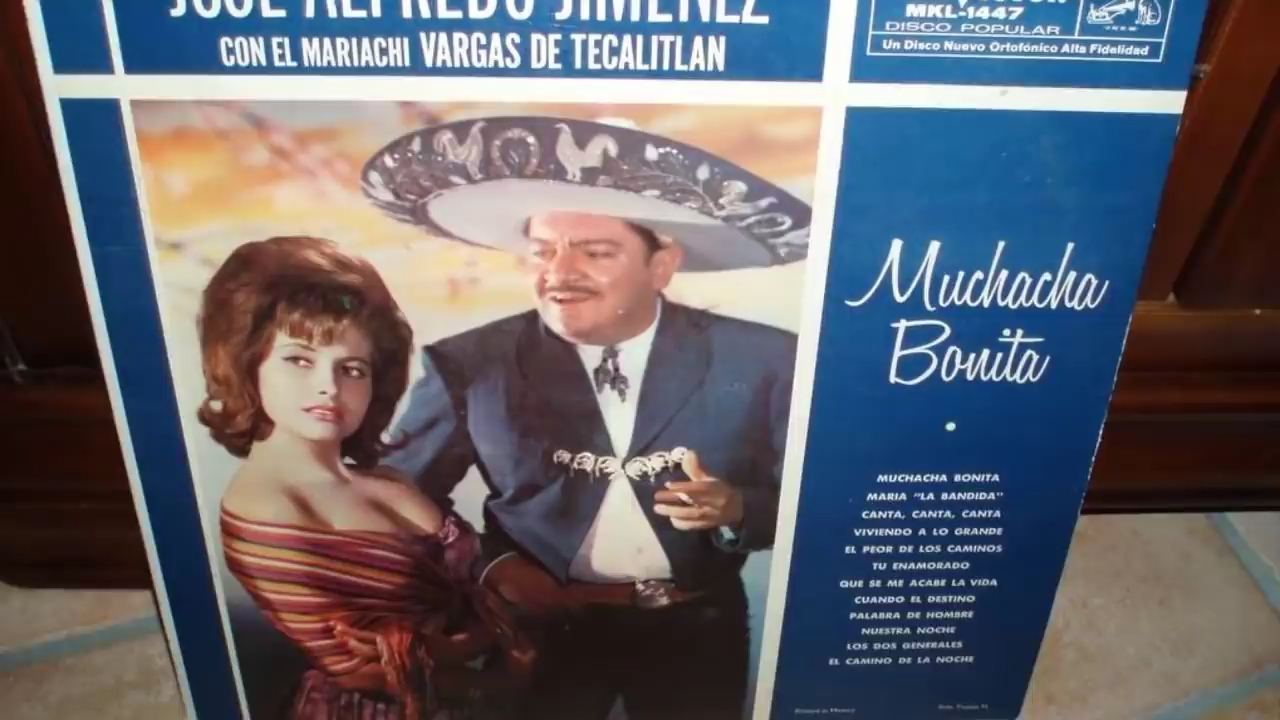 JOSE ALFREDO JIMENEZ
CON EL MARIACHI VARGAS DE TECALITLAN
MKL-1447
DISCO POPULAR
Un Disco Nuevo Ortofónico Alta Fidelidad
Muchacha
Bonita
MUCHACHA BONITA
MARIA "LA BANDIDA"
CANTA, CANTA, CANTA
VIVIENDO A LO GRANDE
EL PEOR DE LOS CAMINOS
TU ENAMORADO
QUE SE ME ACABE LA VIDA
CUANDO EL DESTINO
PALABRA DE HOMBRE
NUESTRA NOCHE
LOS DOS GENERALES
EL CAMINO DE LA NOCHE